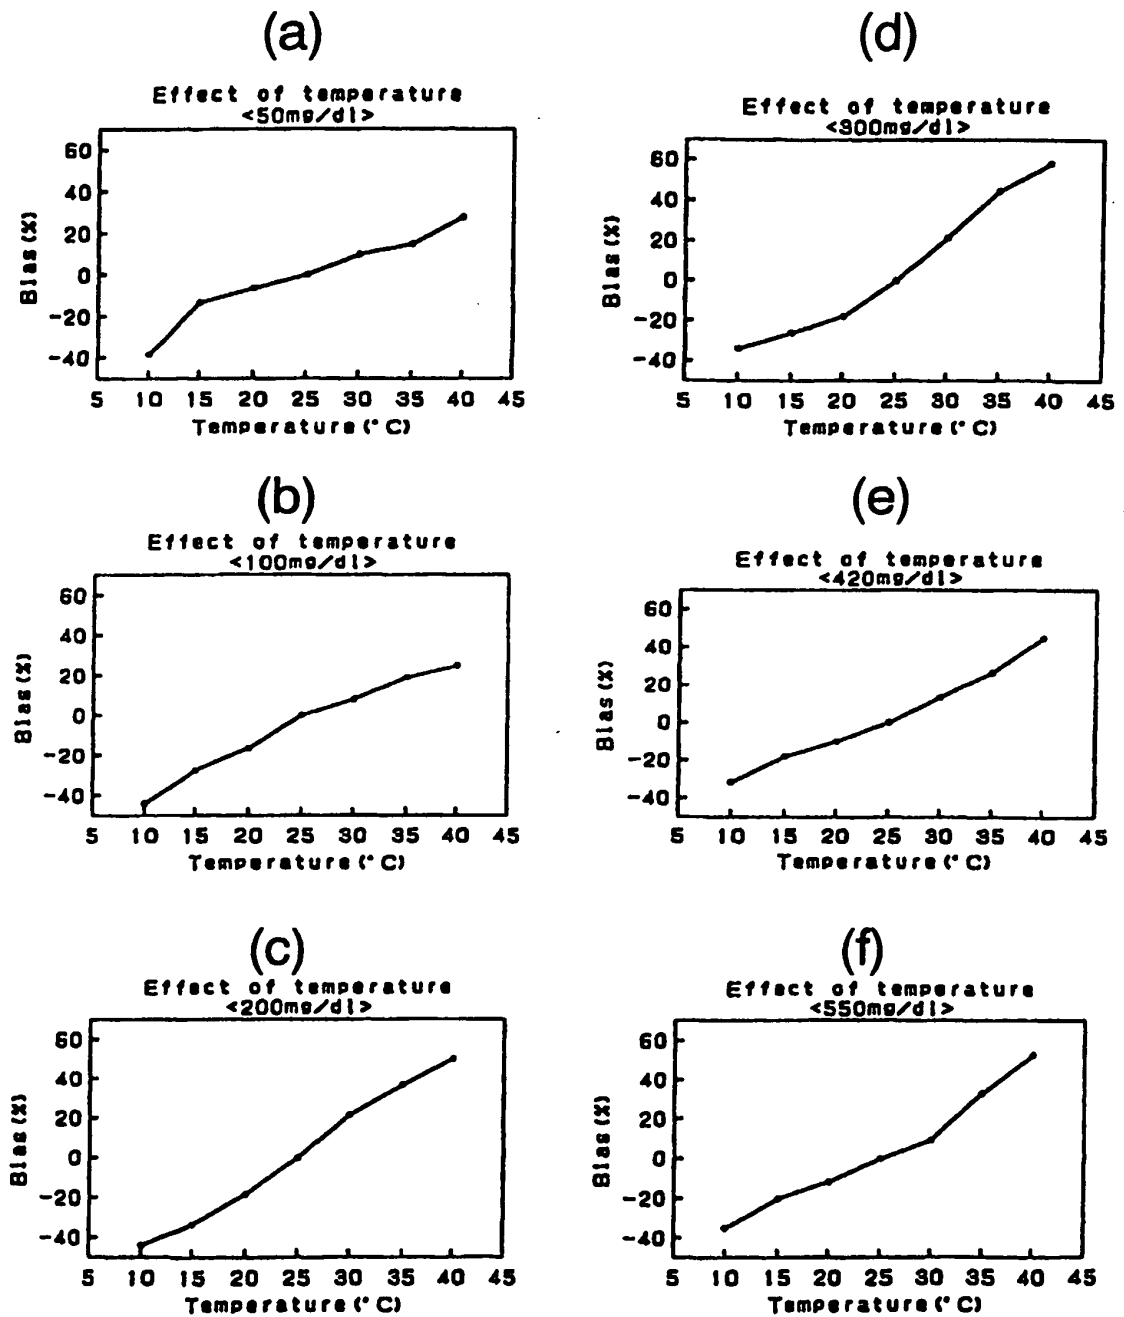 (a)
Effect of temperature
<50mg/dl>
60
40
20
0
-20
-40
Bias(%)
5 10 15 20 25 30 35 40 45
Temperature(°C)
(b)
Effect of temperature
<100mg/dl>
60
40
20
0
-20
-40
Bias(%)
5 10 15 20 25 30 35 40 45
Temperature(°C)
(c)
Effect of temperature
<200mg/dl>
60
40
20
0
-20
-40
Bias(%)
5 10 15 20 25 30 35 40 45
Temperature(°C)
(d)
Effect of temperature
<300mg/dl>
60
40
20
0
-20
-40
Bias(%)
5 10 15 20 25 30 35 40 45
Temperature(°C)
(e)
Effect of temperature
<420mg/dl>
60
40
20
0
-20
-40
Bias(%)
5 10 15 20 25 30 35 40 45
Temperature(°C)
(f)
Effect of temperature
<550mg/dl>
60
40
20
0
-20
-40
Bias(%)
5 10 15 20 25 30 35 40 45
Temperature(°C)